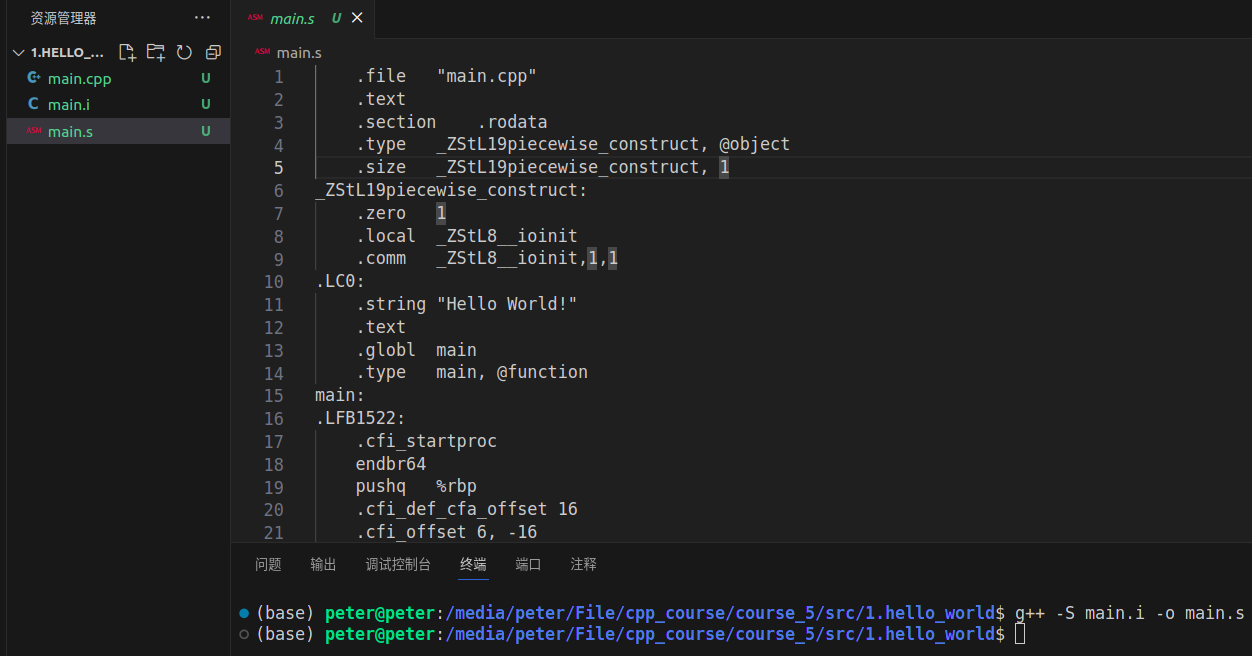 资源管理器 ···
1.HELLO_...
main.cpp U
main.i U
ASM main.s U
ASM main.s U
ASM main.s
1 .file "main.cpp"
2 .text
3 .section .rodata
4 .type _ZStL19piecewise_construct, @object
5 .size _ZStL19piecewise_construct, 1
6 _ZStL19piecewise_construct:
7 .zero 1
8 .local _ZStL8__ioinit
9 .comm _ZStL8__ioinit,1,1
10 .LC0:
11 .string "Hello World!"
12 .text
13 .globl main
14 .type main, @function
15 main:
16 .LFB1522:
17 .cfi_startproc
18 endbr64
19 pushq %rbp
20 .cfi_def_cfa_offset 16
21 .cfi_offset 6, -16
问题 输出 调试控制台 终端 端口 注释
(base) peter@peter:/media/peter/File/cpp_course/course_5/src/1.hello_world$ g++ -S main.i -o main.s
(base) peter@peter:/media/peter/File/cpp_course/course_5/src/1.hello_world$